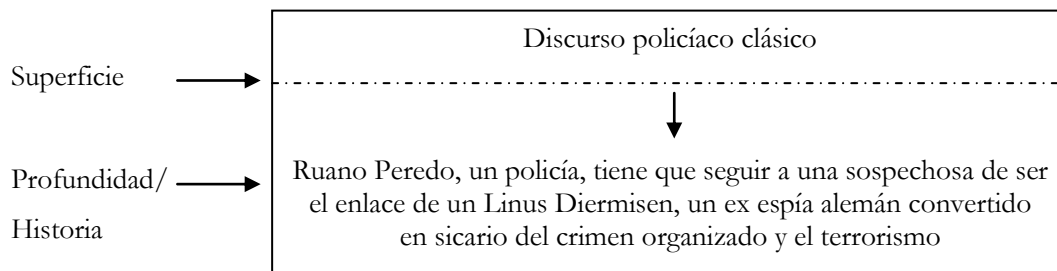 Discurso policíaco clásico
Superficie
Profundidad/
Historia
Ruano Peredo, un policía, tiene que seguir a una sospechosa de ser
el enlace de un Linus Diermisen, un ex espía alemán convertido
en sicario del crimen organizado y el terrorismo